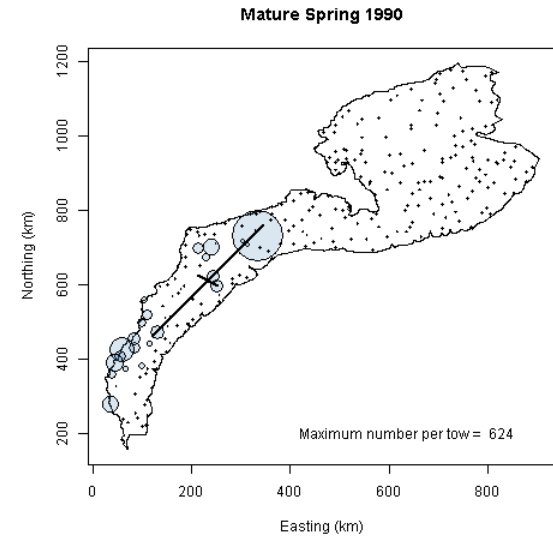 Mature Spring 1990
Northing (km)
1200
1000
800
600
400
200
Maximum number per tow = 624
0 200 400 600 800
Easting (km)